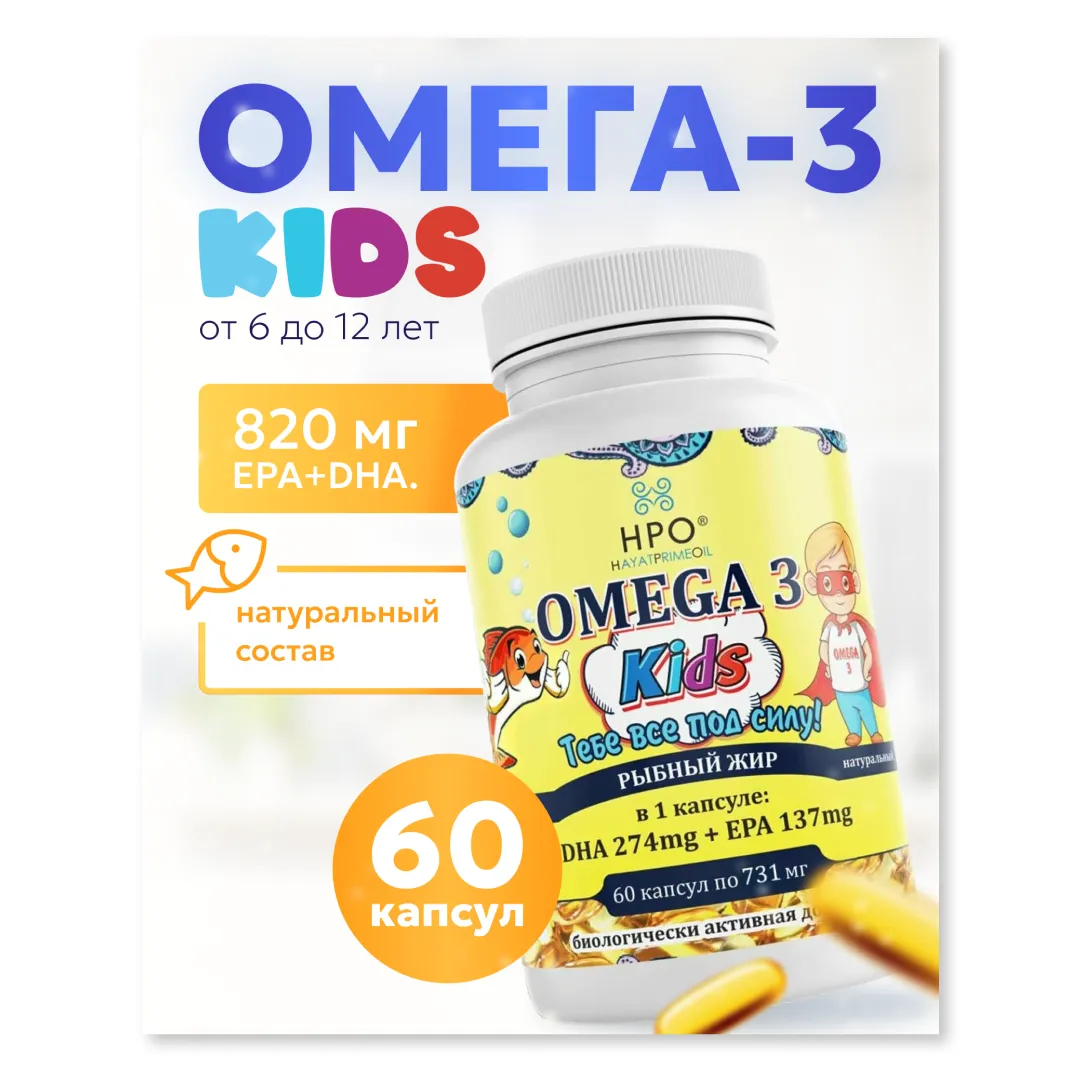 ОМЕГА-3
KIDS
от 6 до 12 лет
820 мг
EPA+DHA.
натуральный
состав
HPO®
HAYATPRIMEOIL
OMEGA 3
Kids
Тебе все под силу!
OMEGA
3
РЫБНЫЙ ЖИР
натуральный
в 1 капсуле:
DHA 274mg + EPA 137mg
60 капсул по 731 мг
биологически активная
60
капсул